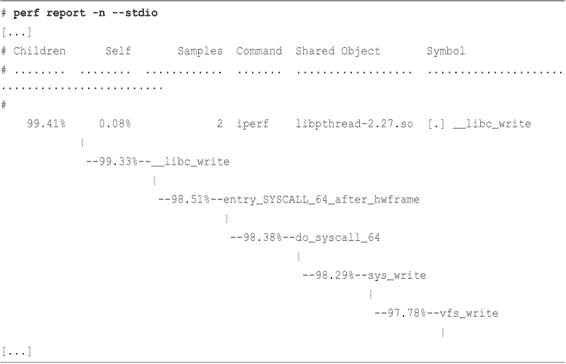 # perf report -n --stdio
[...]
# Children      Self       Samples  Command  Shared Object       Symbol
# ........  ........  ............  .......  ..................  .....................
.........................
#
    99.41%     0.08%             2  iperf    libpthread-2.27.so  [.] __libc_write
            |
             --99.33%--__libc_write
                       |
                        --98.51%--entry_SYSCALL_64_after_hwframe
                                  |
                                   --98.38%--do_syscall_64
                                             |
                                              --98.29%--sys_write
                                                        |
                                                         --97.78%--vfs_write
                                                                   |
[...]